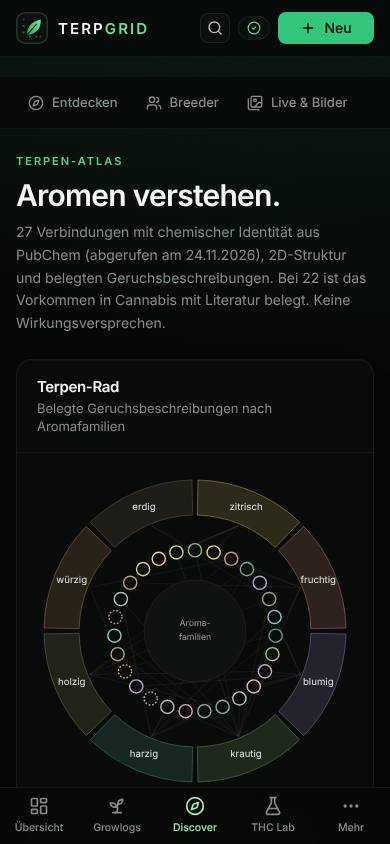 TERPGRID
Neu
Entdecken
Breeder
Live & Bilder
TERPEN-ATLAS
Aromen verstehen.
27 Verbindungen mit chemischer Identität aus
PubChem (abgerufen am 24.11.2026), 2D-Struktur
und belegten Geruchsbeschreibungen. Bei 22 ist das
Vorkommen in Cannabis mit Literatur belegt. Keine
Wirkungsversprechen.
Terpen-Rad
Belegte Geruchsbeschreibungen nach
Aromafamilien
erdig
zitrisch
würzig
fruchtig
Aroma-
familien
holzig
blumig
harzig
krautig
Übersicht
Growlogs
Discover
THC Lab
Mehr